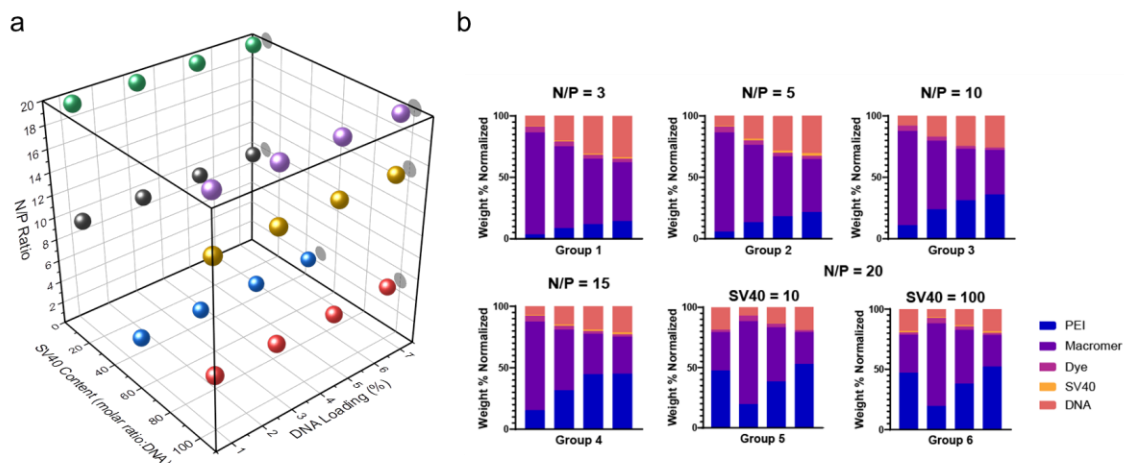 a
20
18
16
14
12
10
8
6
4
2
0
N/P Ratio
20
40
60
80
100
SV40 Content (molar ratio:DNA
1
2
3
4
5
6
7
DNA Loading (%)
b
N/P = 3
N/P = 5
N/P = 10
100
50
0
Weight % Normalized
Group 1
100
50
0
Weight % Normalized
Group 2
100
50
0
Weight % Normalized
Group 3
N/P = 15
N/P = 20
SV40 = 10
SV40 = 100
100
50
0
Weight % Normalized
Group 4
100
50
0
Weight % Normalized
Group 5
100
50
0
Weight % Normalized
Group 6
PEI
Macromer
Dye
SV40
DNA